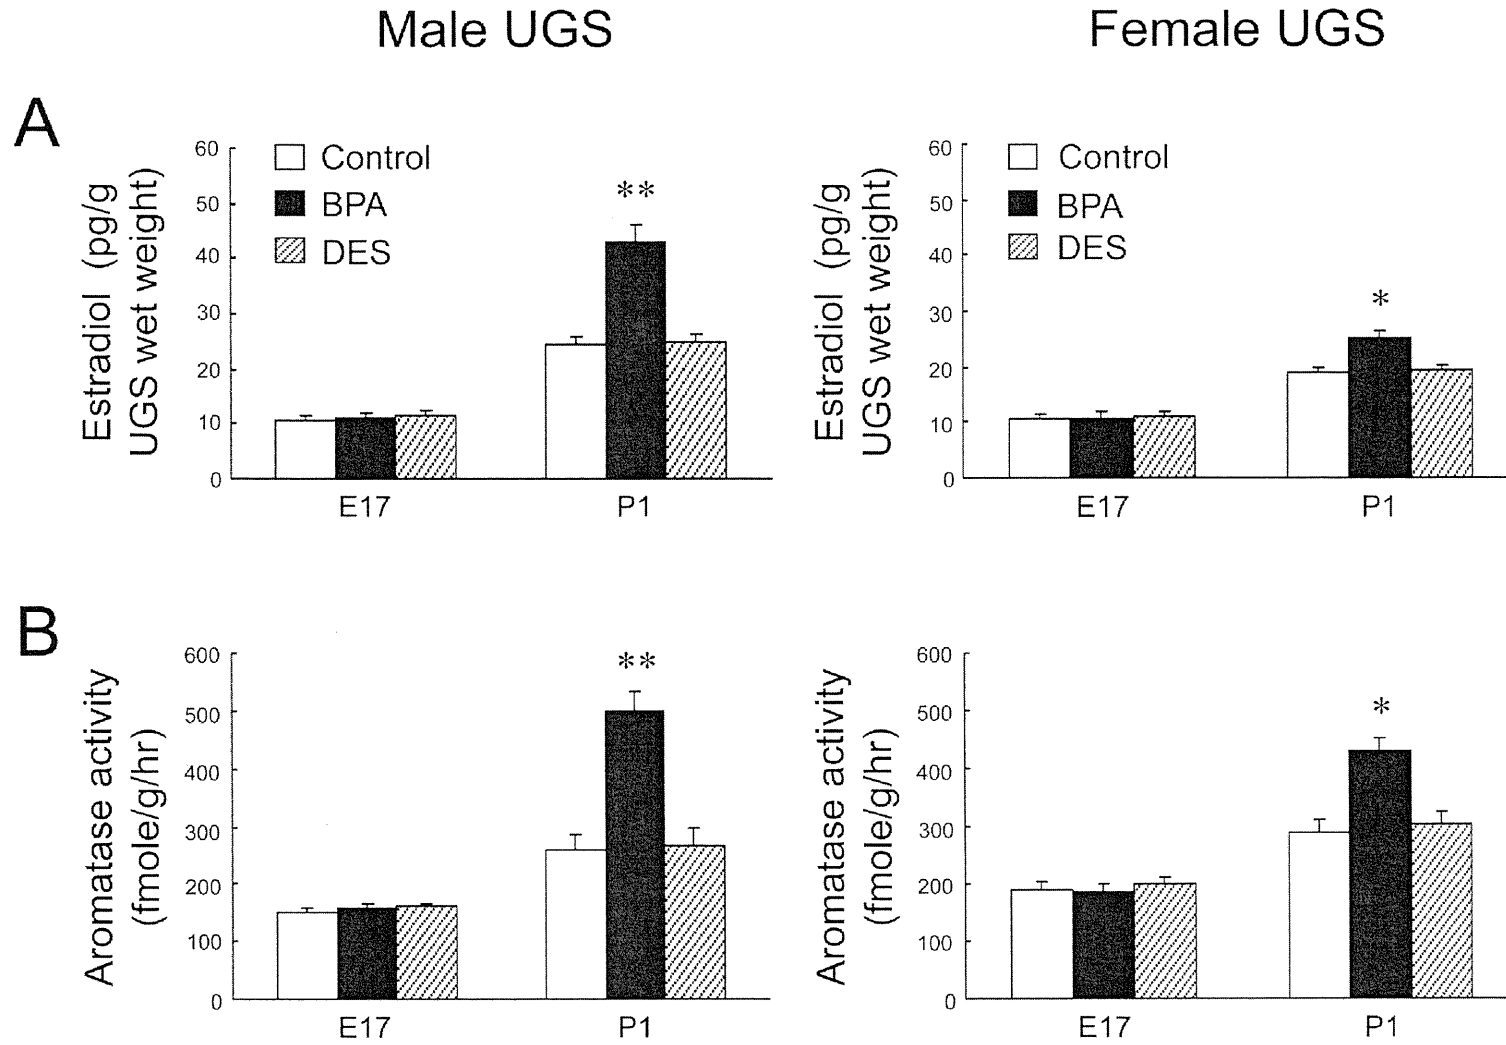 Male UGS
Female UGS
A
Estradiol (pg/g
UGS wet weight)
60
50
40
30
20
10
0
Control
BPA
DES
**
E17
P1
Estradiol (pg/g
UGS wet weight)
60
50
40
30
20
10
0
Control
BPA
DES
*
E17
P1
B
Aromatase activity
(fmole/g/hr)
600
500
400
300
200
100
0
**
E17
P1
Aromatase activity
(fmole/g/hr)
600
500
400
300
200
100
0
*
E17
P1